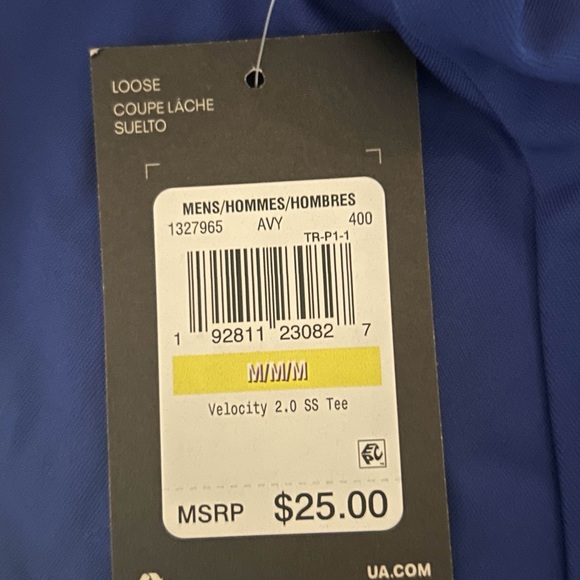 LOOSE
COUPE LÂCHE
SUELTO
MENS/HOMMES/HOMBRES
1327965 AVY 400
TR-P1-1
1 92811 23082 7
M/M/M
Velocity 2.0 SS Tee
EPC
MSRP $25.00
UA.COM